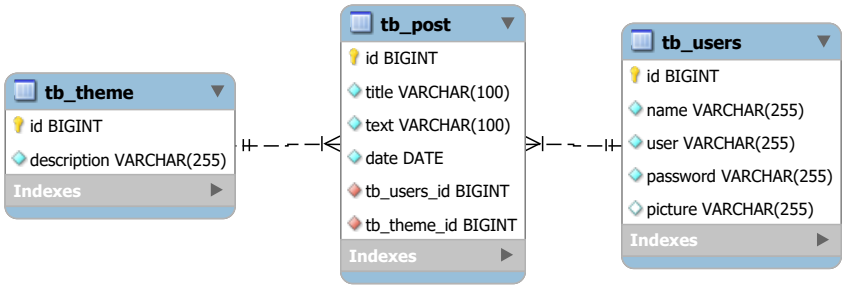 tb_theme
id BIGINT
description VARCHAR(255)
Indexes
tb_post
id BIGINT
title VARCHAR(100)
text VARCHAR(100)
date DATE
tb_users_id BIGINT
tb_theme_id BIGINT
Indexes
tb_users
id BIGINT
name VARCHAR(255)
user VARCHAR(255)
password VARCHAR(255)
picture VARCHAR(255)
Indexes